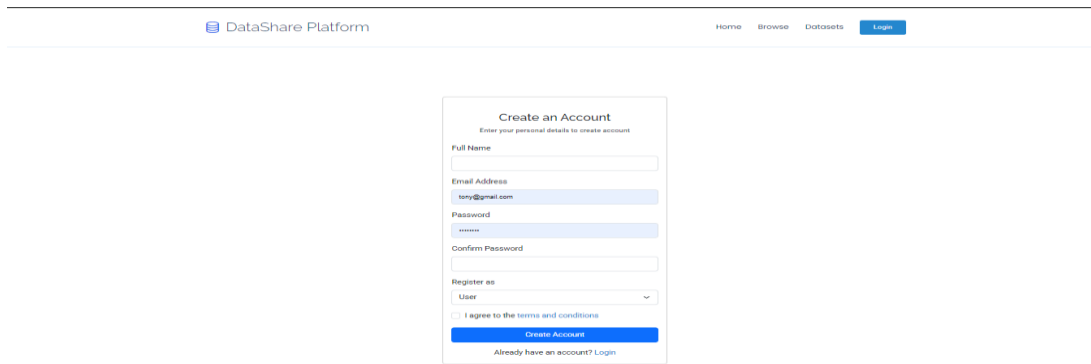 DataShare Platform
Home Browse Datasets Login
Create an Account
Enter your personal details to create account
Full Name
Email Address
tony@gmail.com
Password
••••••••
Confirm Password
Register as
User
I agree to the terms and conditions
Create Account
Already have an account? Login